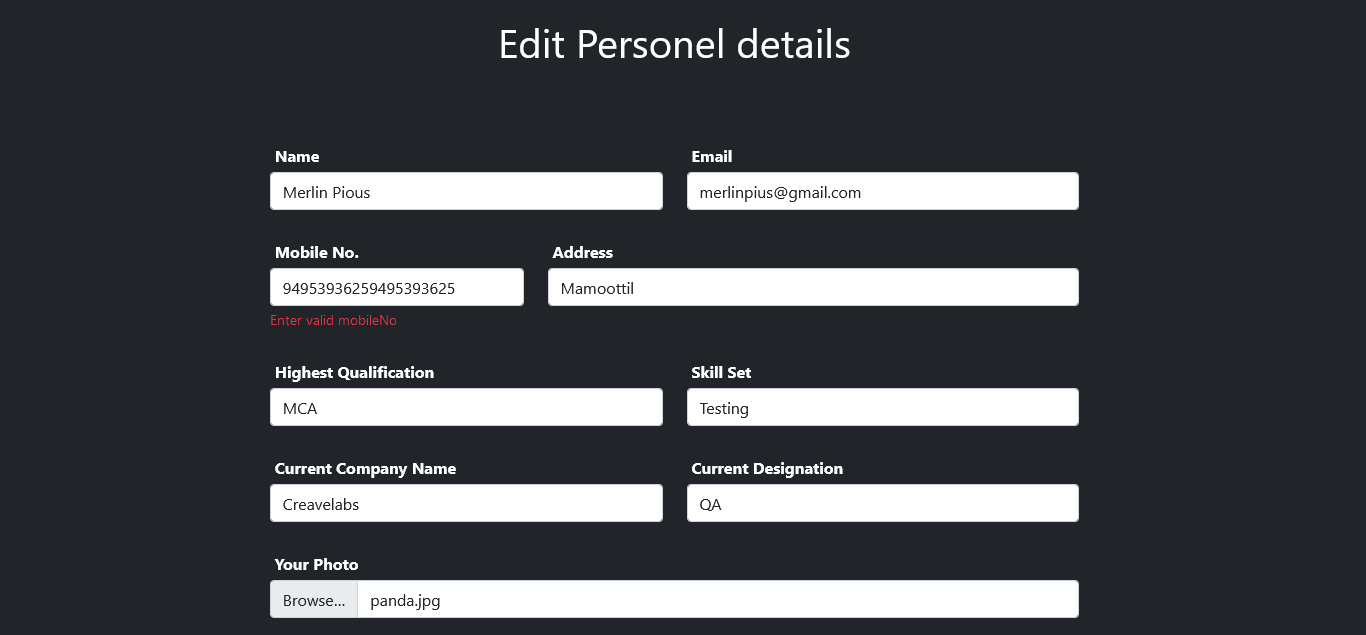 Edit Personel details
Name Email
Merlin Pious merlinpius@gmail.com
Mobile No. Address
94953936259495393625 Mamoottil
Enter valid mobileNo
Highest Qualification Skill Set
MCA Testing
Current Company Name Current Designation
Creavelabs QA
Your Photo
Browse... panda.jpg